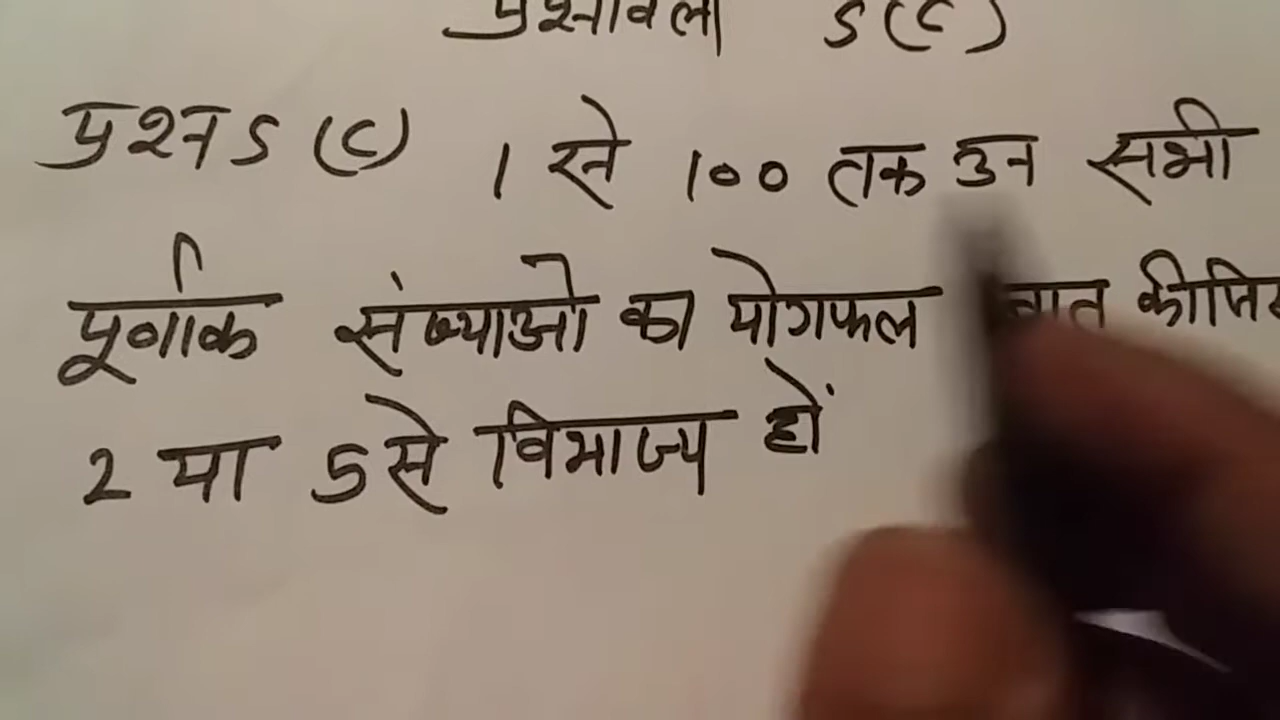 प्रश्नावली 5(C)
प्रश्न 5 (C) 1 से 100 तक उन सभी
पूर्णांक संख्याओ का योगफल ज्ञात कीजिए
2 या 5 से विभाज्य हों